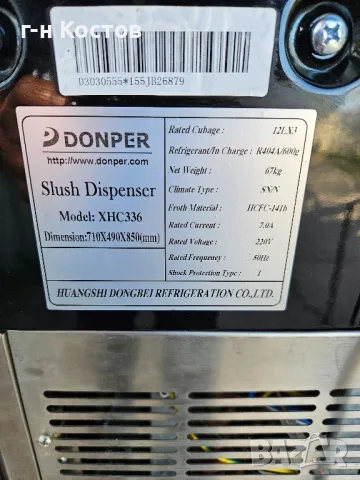 г-н Костов
D3030555*155JB26879
DONPER
http://www.donper.com
Slush Dispenser
Model: XHC336
Dimension:710X490X850(mm)
Rated Cubage : 12LX3
Refrigerant/In Charge : R404A/600g
Net Weight : 67kg
Climate Type : SN/N
Froth Material : HCFC-141b
Rated Current : 7.0A
Rated Voltage : 220V
Rated Frequency : 50Hz
Shock Protection Type : I
HUANGSHI DONGBEI REFRIGERATION CO.,LTD.
BAZAR